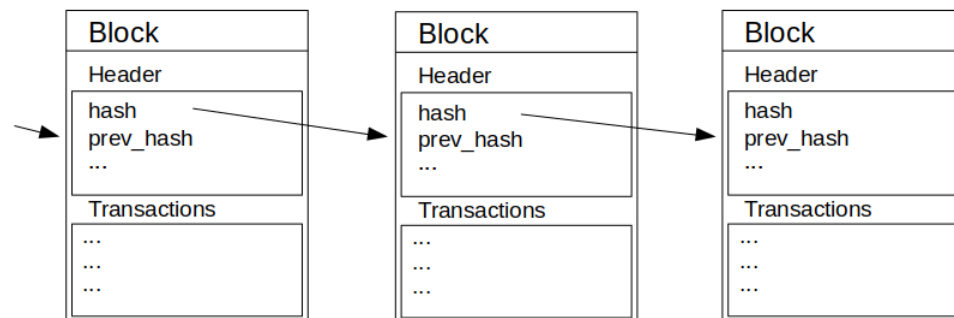 Block
Header
hash
prev_hash
...
Transactions
...
...
...
Block
Header
hash
prev_hash
...
Transactions
...
...
...
Block
Header
hash
prev_hash
...
Transactions
...
...
...